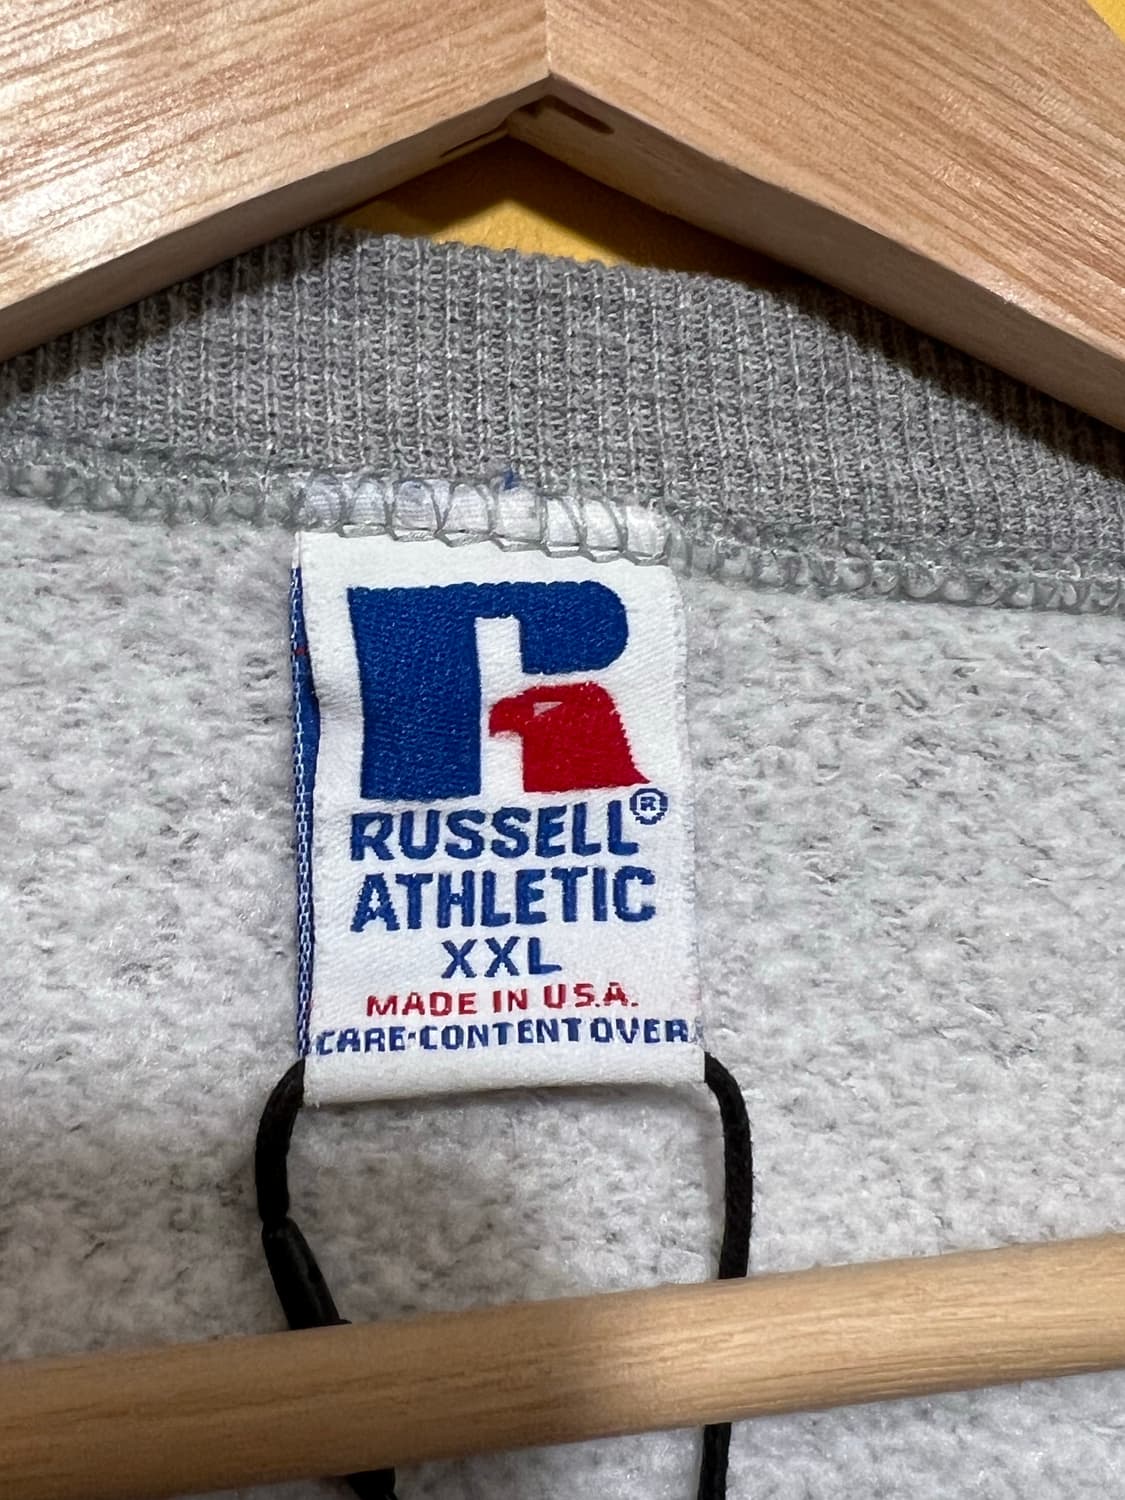 R
RUSSELL®
ATHLETIC
XXL
MADE IN U.S.A.
CARE-CONTENT OVER